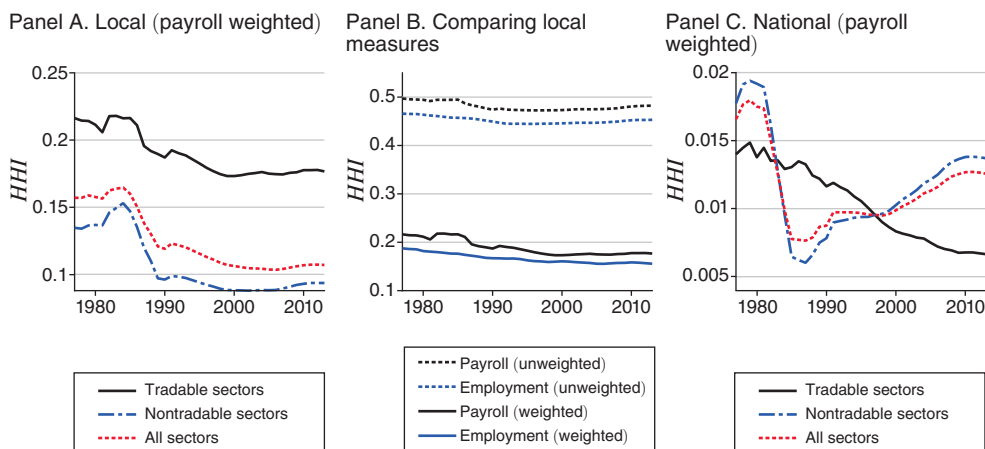 Panel A. Local (payroll weighted)
0.25
0.2
0.15
0.1
HHI
1980 1990 2000 2010
Tradable sectors
Nontradable sectors
All sectors
Panel B. Comparing local
measures
0.5
0.4
0.3
0.2
0.1
HHI
1980 1990 2000 2010
Payroll (unweighted)
Employment (unweighted)
Payroll (weighted)
Employment (weighted)
Panel C. National (payroll
weighted)
0.02
0.015
0.01
0.005
HHI
1980 1990 2000 2010
Tradable sectors
Nontradable sectors
All sectors